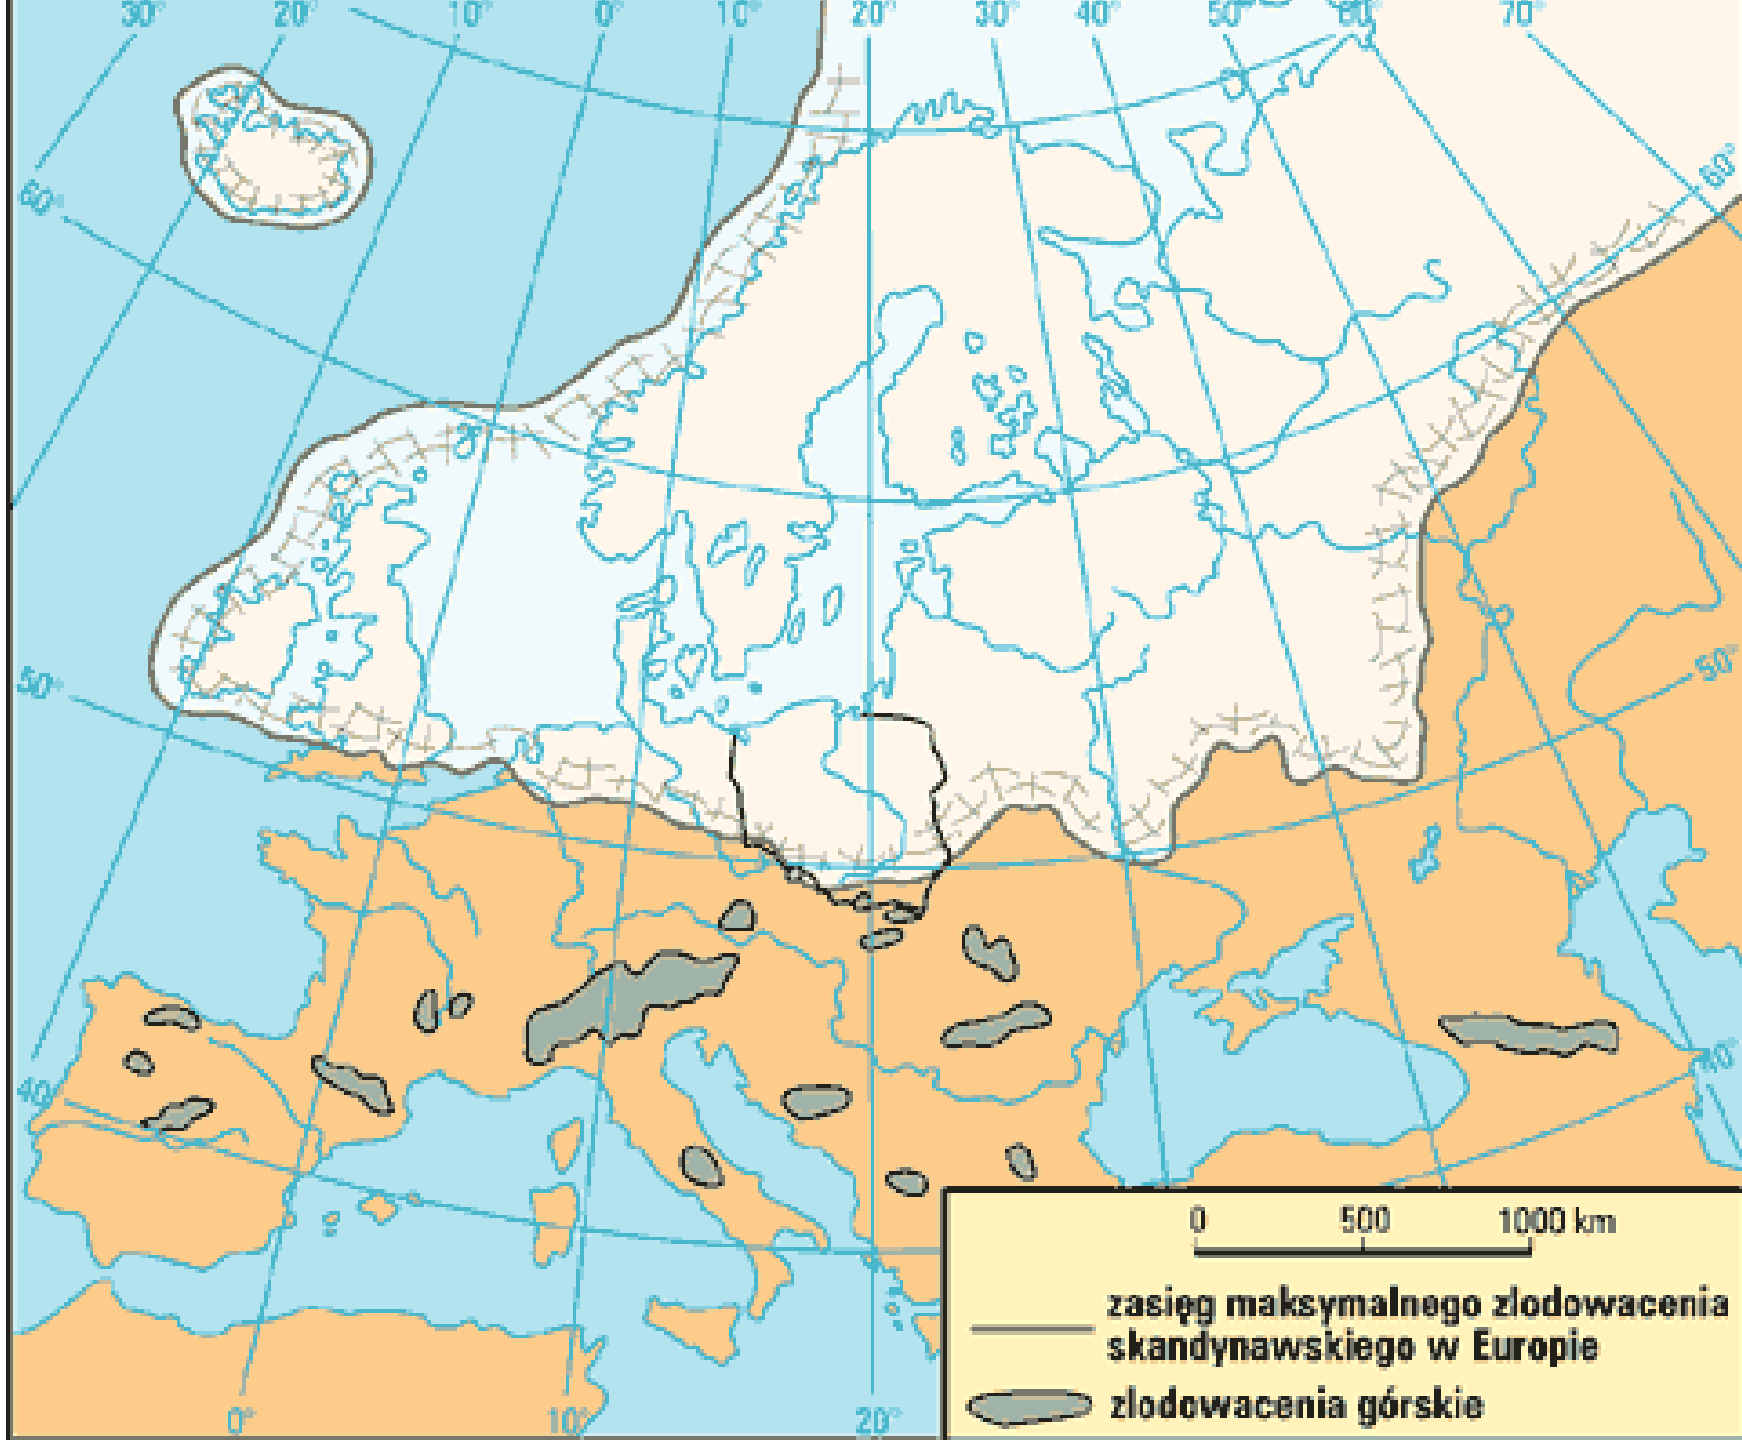 30° 20° 10° 0° 10° 20° 30° 40° 50° 60° 70°
60° 60°
50° 50°
40° 40°
0 500 1000 km
zasięg maksymalnego zlodowacenia
skandynawskiego w Europie
zlodowacenia górskie
0° 10° 20°